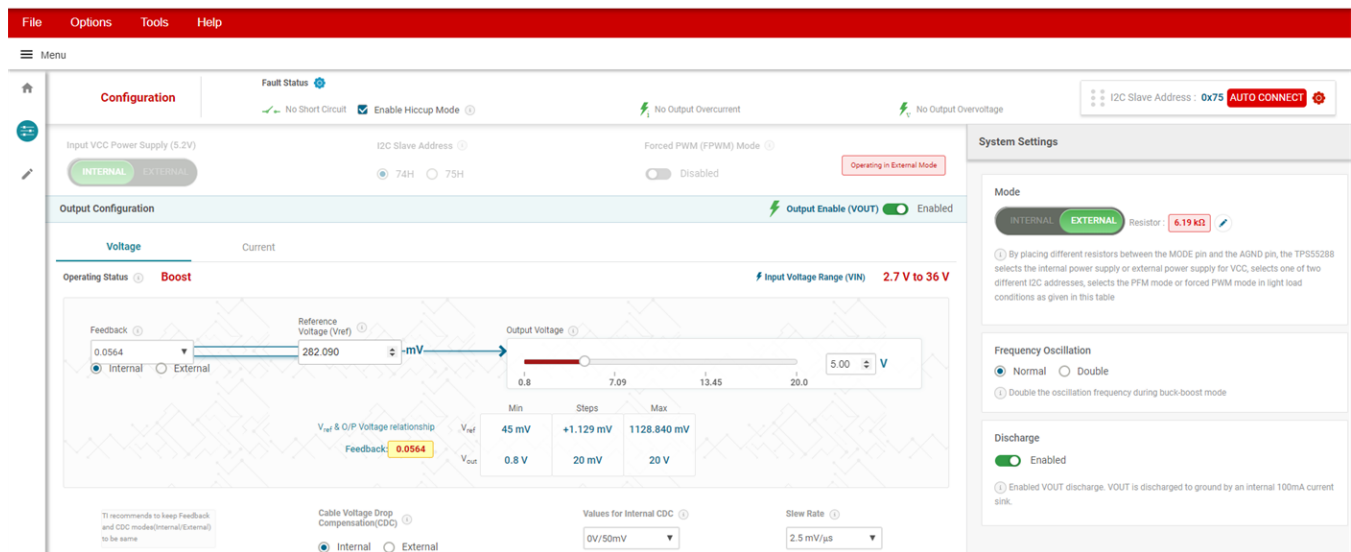 File Options Tools Help
Menu
Configuration
Fault Status
No Short Circuit Enable Hiccup Mode No Output Overcurrent No Output Overvoltage
I2C Slave Address : 0x75 AUTO CONNECT
Input VCC Power Supply (5.2V) I2C Slave Address Forced PWM (FPWM) Mode
INTERNAL EXTERNAL 74H 75H Disabled Operating in External Mode
Output Configuration Output Enable (VOUT) Enabled
Voltage Current
Operating Status Boost Input Voltage Range (VIN) 2.7 V to 36 V
Feedback Reference
Voltage (Vref) Output Voltage
0.0564 282.090 mV 5.00 V
Internal External
0.8 7.09 13.45 20.0
Min Steps Max
Vref & O/P Voltage relationship Vref 45 mV +1.129 mV 1128.840 mV
Feedback: 0.0564
Vout 0.8 V 20 mV 20 V
TI recommends to keep Feedback
and CDC modes(Internal/External)
to be same
Cable Voltage Drop
Compensation(CDC)
Internal External
Values for Internal CDC Slew Rate
0V/50mV 2.5 mV/µs
System Settings
Mode
INTERNAL EXTERNAL Resistor : 6.19 kΩ
By placing different resistors between the MODE pin and the AGND pin, the TPS55288
selects the internal power supply or external power supply for VCC, selects one of two
different I2C addresses, selects the PFM mode or forced PWM mode in light load
conditions as given in this table
Frequency Oscillation
Normal Double
Double the oscillation frequency during buck-boost mode
Discharge
Enabled
Enabled VOUT discharge. VOUT is discharged to ground by an internal 100mA current
sink.